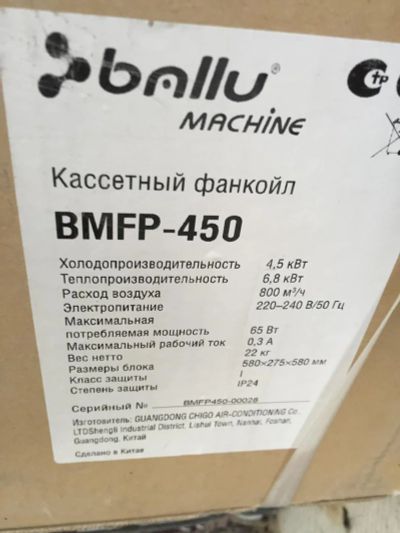 ballu®
MACHINE
Кассетный фанкойл
BMFP-450
Холодопроизводительность 4,5 кВт
Теплопроизводительность 6,8 кВт
Расход воздуха 800 м³/ч
Электропитание 220–240 В/50 Гц
Максимальная
потребляемая мощность 65 Вт
Максимальный рабочий ток 0,3 А
Вес нетто 22 кг
Размеры блока 580×275×580 мм
Класс защиты I
Степень защиты IP24
Серийный № BMFP450-00028
Изготовитель: GUANGDONG CHIGO AIR-CONDITIONING Co.,
LTDShengli Industrial District, Lishui Town, Nanhai, Foshan,
Guangdong, Китай
Сделано в Китае